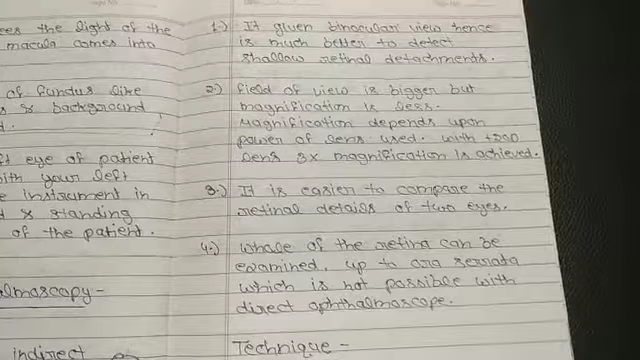 ees the light of the
macula comes into
of fundus like
s & background
d.
ft eye of patient
ith your left
e instrument in
d & standing
of the patient.
lmoscopy-
indirect
1.) It given binocular view hence
is much better to detect
shallow retinal detachments.
2.) field of view is bigger but
magnification is less.
Magnification depends upon
power of lens used. with +20D
lens 3x magnification is achieved.
3.) It is easier to compare the
retinal details of two eyes.
4.) Whole of the retina can be
examined, up to ora serrata
which is not possible with
direct ophthalmoscope.
Technique -